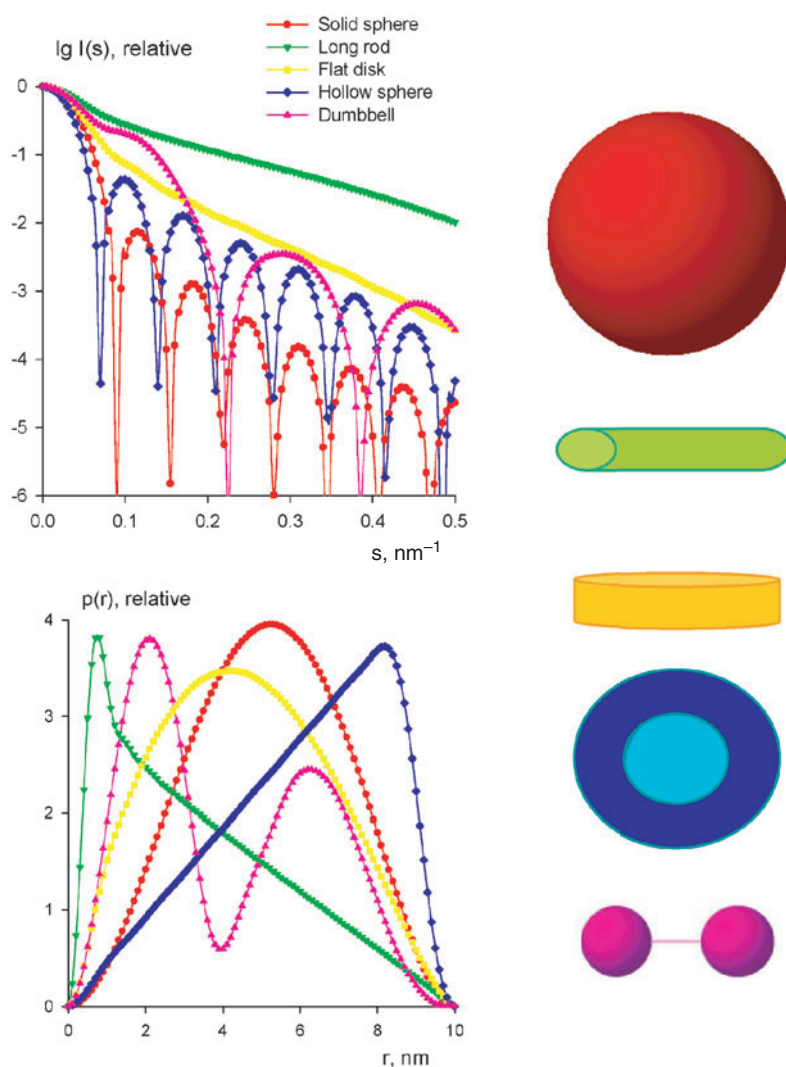 Solid sphere
lg I(s), relative
Long rod
Flat disk
Hollow sphere
Dumbbell
0
-1
-2
-3
-4
-5
-6
0.0 0.1 0.2 0.3 0.4 0.5
s, nm⁻¹
p(r), relative
4
3
2
1
0
0 2 4 6 8 10
r, nm